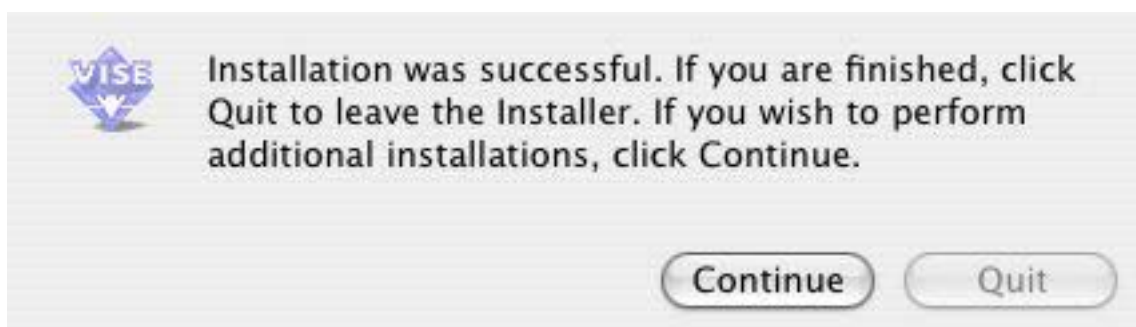 VISE
Installation was successful. If you are finished, click
Quit to leave the Installer. If you wish to perform
additional installations, click Continue.
Continue
Quit